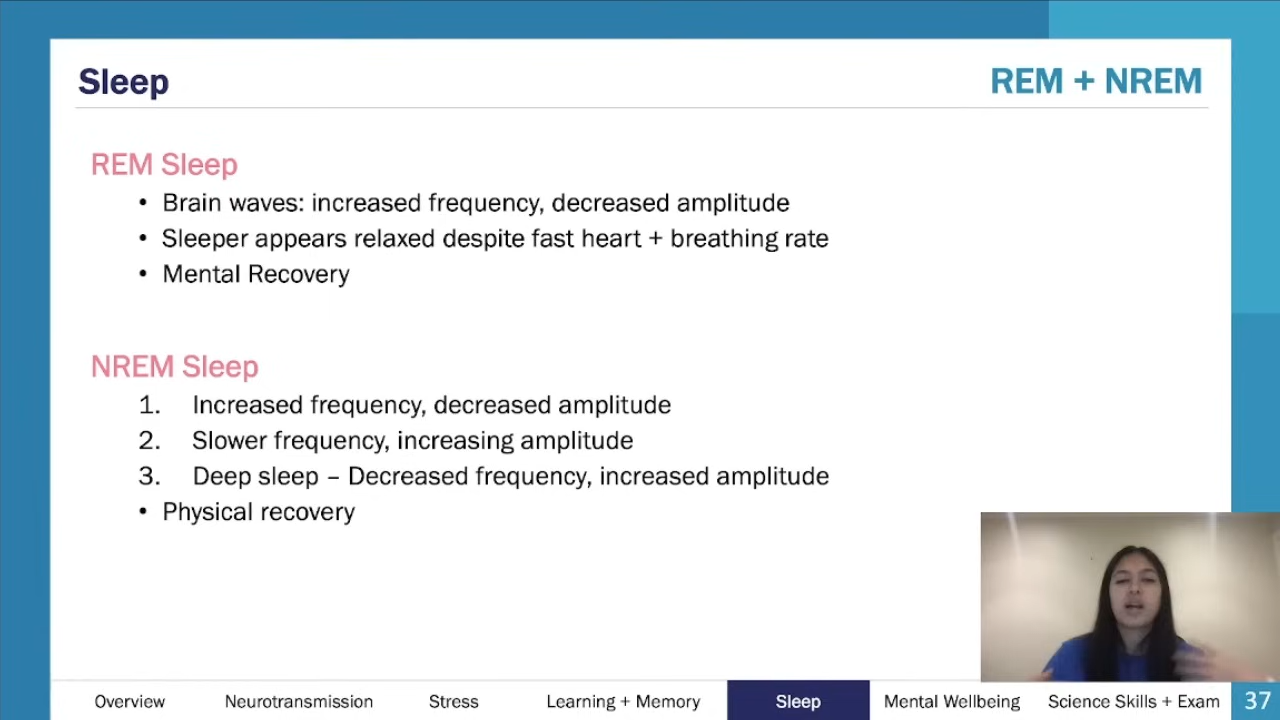 Sleep
REM + NREM
REM Sleep
• Brain waves: increased frequency, decreased amplitude
• Sleeper appears relaxed despite fast heart + breathing rate
• Mental Recovery
NREM Sleep
1. Increased frequency, decreased amplitude
2. Slower frequency, increasing amplitude
3. Deep sleep – Decreased frequency, increased amplitude
• Physical recovery
Overview Neurotransmission Stress Learning + Memory Sleep Mental Wellbeing Science Skills + Exam 37